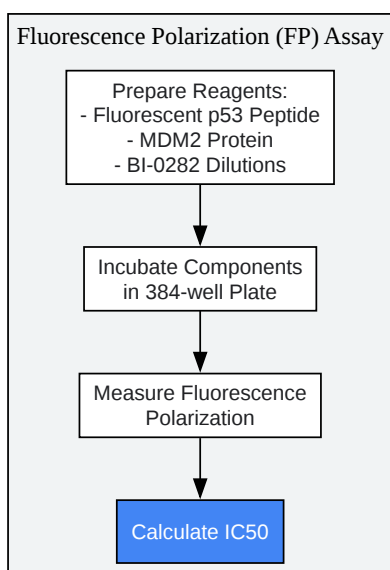 Fluorescence Polarization (FP) Assay
Prepare Reagents:
- Fluorescent p53 Peptide
- MDM2 Protein
- BI-0282 Dilutions
Incubate Components
in 384-well Plate
Measure Fluorescence
Polarization
Calculate IC50